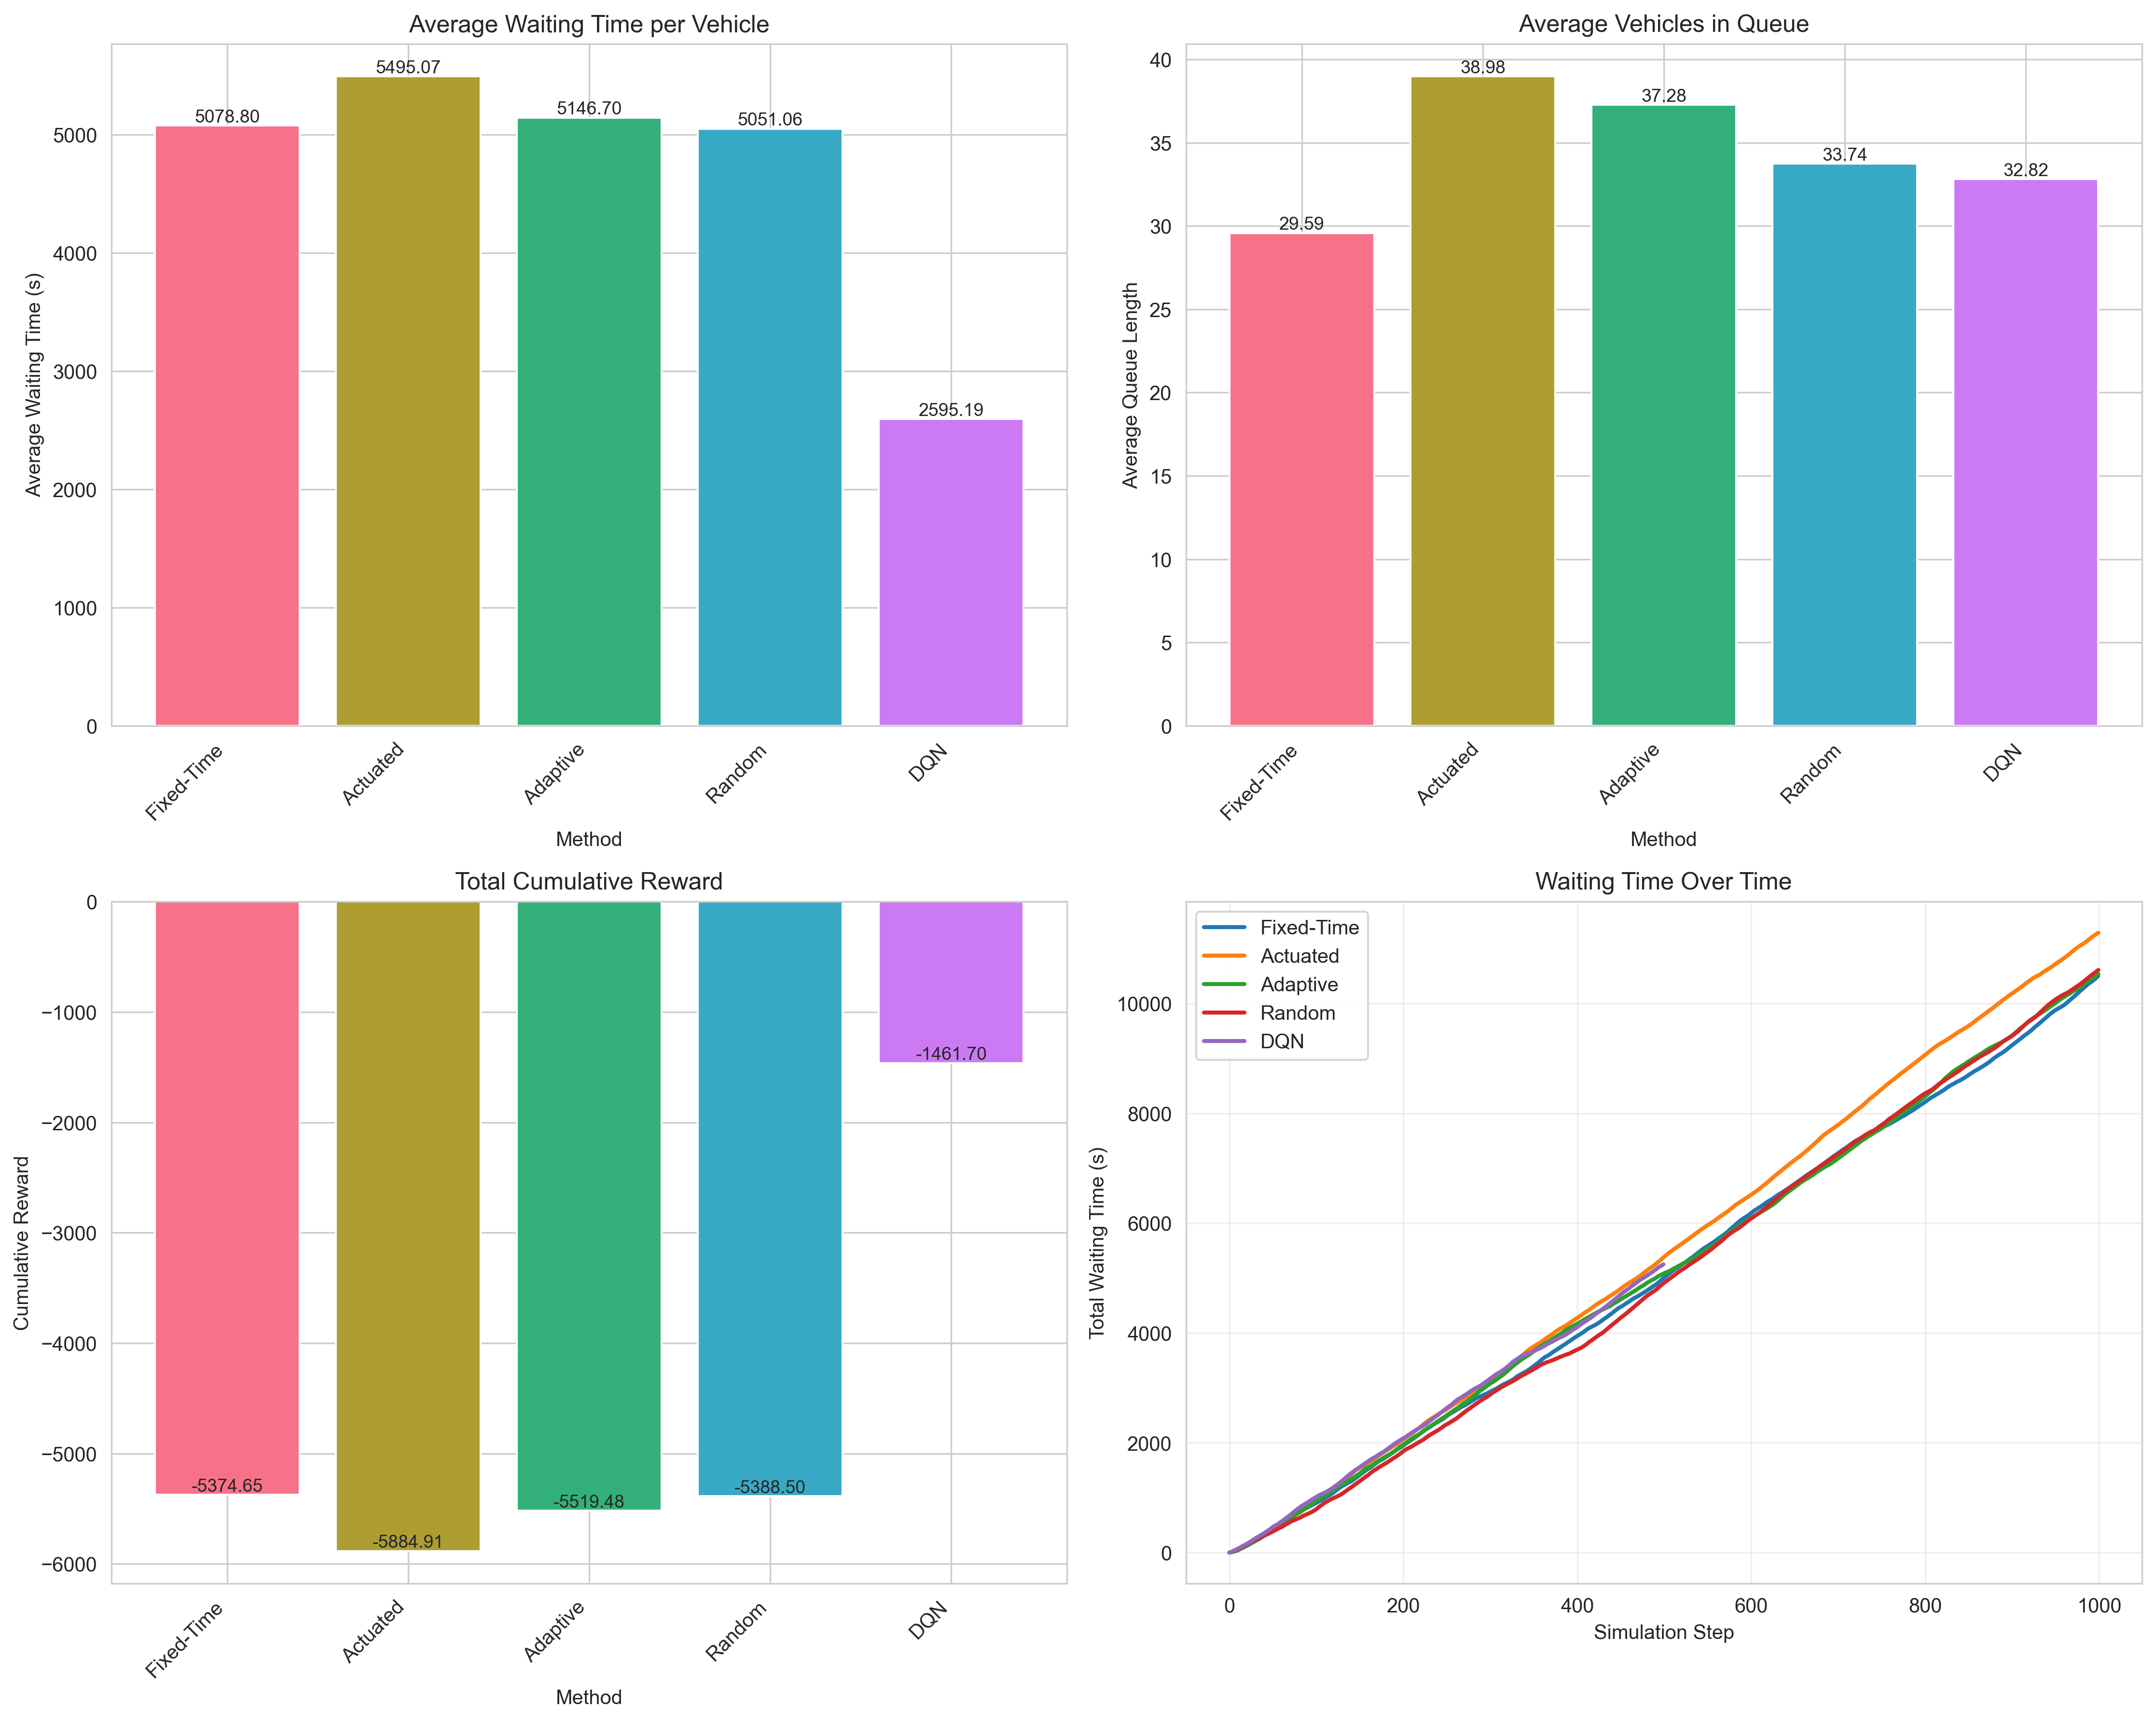 Average Waiting Time per Vehicle
Average Waiting Time (s)
5000
4000
3000
2000
1000
0
5078.80
5495.07
5146.70
5051.06
2595.19
Fixed-Time
Actuated
Adaptive
Random
DQN
Method
Average Vehicles in Queue
Average Queue Length
40
35
30
25
20
15
10
5
0
29.59
38.98
37.28
33.74
32.82
Fixed-Time
Actuated
Adaptive
Random
DQN
Method
Total Cumulative Reward
Cumulative Reward
0
−1000
−2000
−3000
−4000
−5000
−6000
-5374.65
-5884.91
-5519.48
-5388.50
-1461.70
Fixed-Time
Actuated
Adaptive
Random
DQN
Method
Waiting Time Over Time
Total Waiting Time (s)
10000
8000
6000
4000
2000
0
Fixed-Time
Actuated
Adaptive
Random
DQN
0
200
400
600
800
1000
Simulation Step